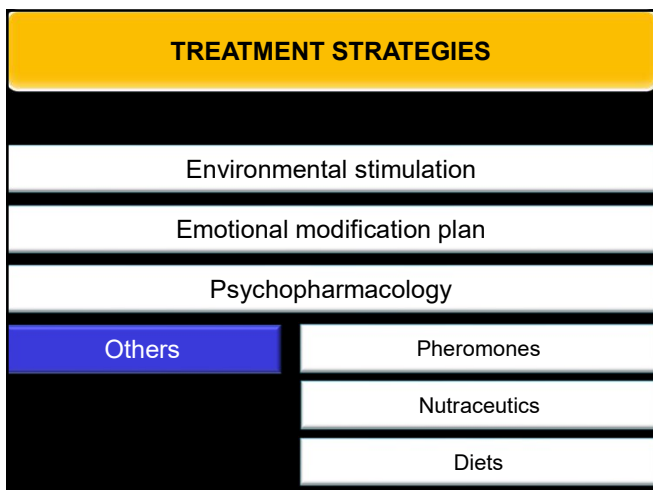 TREATMENT STRATEGIES
Environmental stimulation
Emotional modification plan
Psychopharmacology
Others
Pheromones
Nutraceutics
Diets